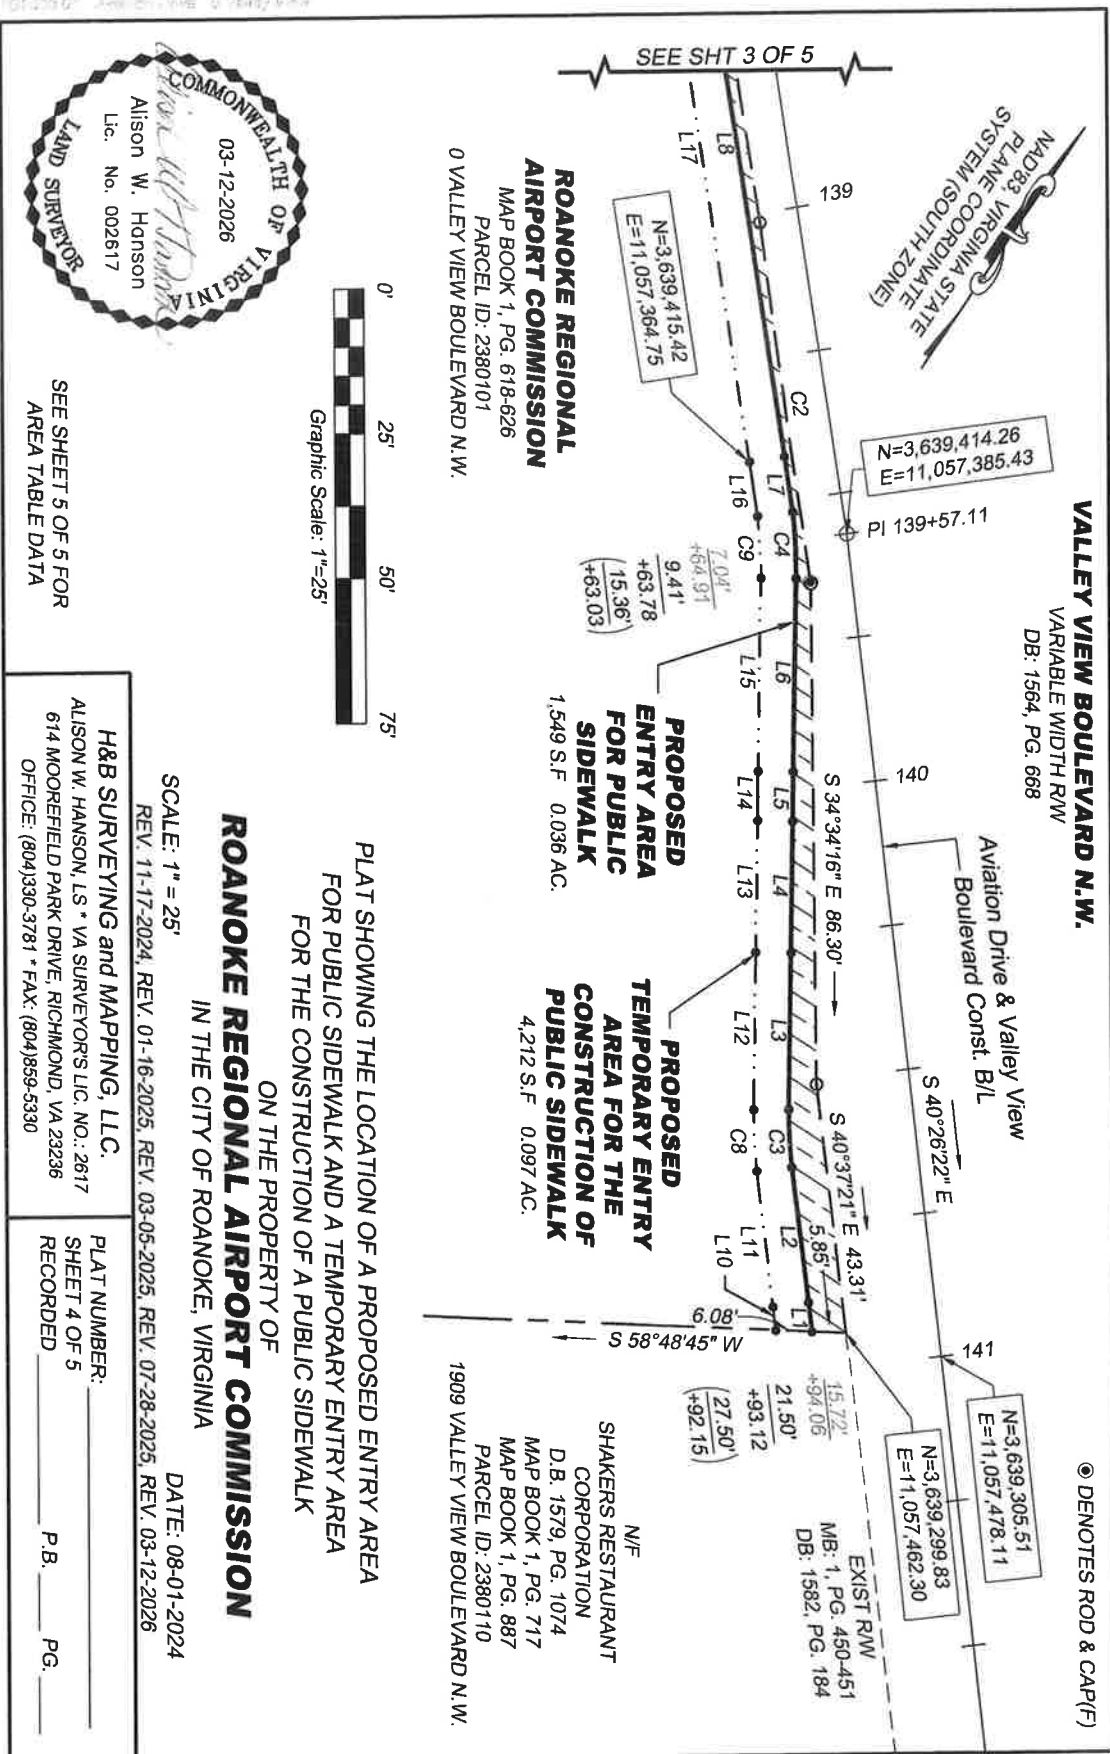 VALLEY VIEW BOULEVARD N.W.
VARIABLE WIDTH R/W
DB: 1564, PG. 668
◉ DENOTES ROD & CAP(F)
NAD'83, VIRGINIA STATE
PLANE COORDINATE
SYSTEM (SOUTH ZONE)
SEE SHT 3 OF 5
139
N=3,639,414.26
E=11,057,385.43
PI 139+57.11
140
Aviation Drive & Valley View
Boulevard Const. B/L
S 40°26'22" E
141
N=3,639,305.51
E=11,057,478.11
N=3,639,299.83
E=11,057,462.30
EXIST R/W
MB: 1, PG. 450-451
DB: 1582, PG. 184
S 34°34'16" E 86.30'
S 40°37'21" E 43.31'
5.85'
L8
C2
L7
C4
L6
L5
L4
L3
C3
L2
L1
L17
L16
C9
L15
L14
L13
L12
C8
L11
L10
6.08'
S 58°48'45" W
N=3,639,415.42
E=11,057,364.75
7.04'
+64.91
9.41'
+63.78
(15.36'
+63.03)
15.72'
+94.06
21.50'
+93.12
(27.50'
+92.15)
ROANOKE REGIONAL
AIRPORT COMMISSION
MAP BOOK 1, PG. 618-626
PARCEL ID: 2380101
0 VALLEY VIEW BOULEVARD N.W.
PROPOSED
ENTRY AREA
FOR PUBLIC
SIDEWALK
1,549 S.F 0.036 AC.
PROPOSED
TEMPORARY ENTRY
AREA FOR THE
CONSTRUCTION OF
PUBLIC SIDEWALK
4,212 S.F 0.097 AC.
N/F
SHAKERS RESTAURANT
CORPORATION
D.B. 1579, PG. 1074
MAP BOOK 1, PG. 717
MAP BOOK 1, PG. 887
PARCEL ID: 2380110
1909 VALLEY VIEW BOULEVARD N.W.
0' 25' 50' 75'
Graphic Scale: 1"=25'
COMMONWEALTH OF VIRGINIA
03-12-2026
Alison W. Hanson
Lic. No. 002617
LAND SURVEYOR
SEE SHEET 5 OF 5 FOR
AREA TABLE DATA
PLAT SHOWING THE LOCATION OF A PROPOSED ENTRY AREA
FOR PUBLIC SIDEWALK AND A TEMPORARY ENTRY AREA
FOR THE CONSTRUCTION OF A PUBLIC SIDEWALK
ON THE PROPERTY OF
ROANOKE REGIONAL AIRPORT COMMISSION
IN THE CITY OF ROANOKE, VIRGINIA
SCALE: 1" = 25' DATE: 08-01-2024
REV. 11-17-2024, REV. 01-16-2025, REV. 03-05-2025, REV. 07-28-2025, REV. 03-12-2026
H&B SURVEYING and MAPPING, LLC.
ALISON W. HANSON, LS * VA SURVEYOR'S LIC. NO.: 2617
614 MOOREFIELD PARK DRIVE, RICHMOND, VA 23236
OFFICE: (804)330-3781 * FAX: (804)859-5330
PLAT NUMBER:
SHEET 4 OF 5
RECORDED P.B. PG.